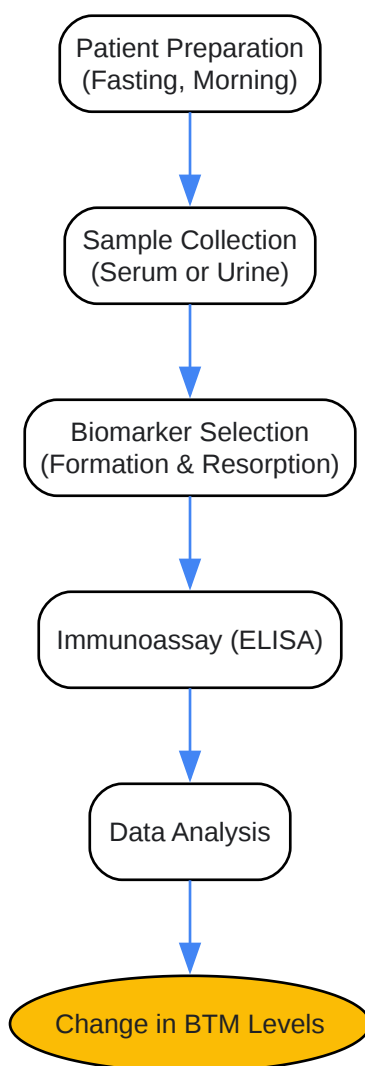 Patient Preparation
(Fasting, Morning)
Sample Collection
(Serum or Urine)
Biomarker Selection
(Formation & Resorption)
Immunoassay (ELISA)
Data Analysis
Change in BTM Levels